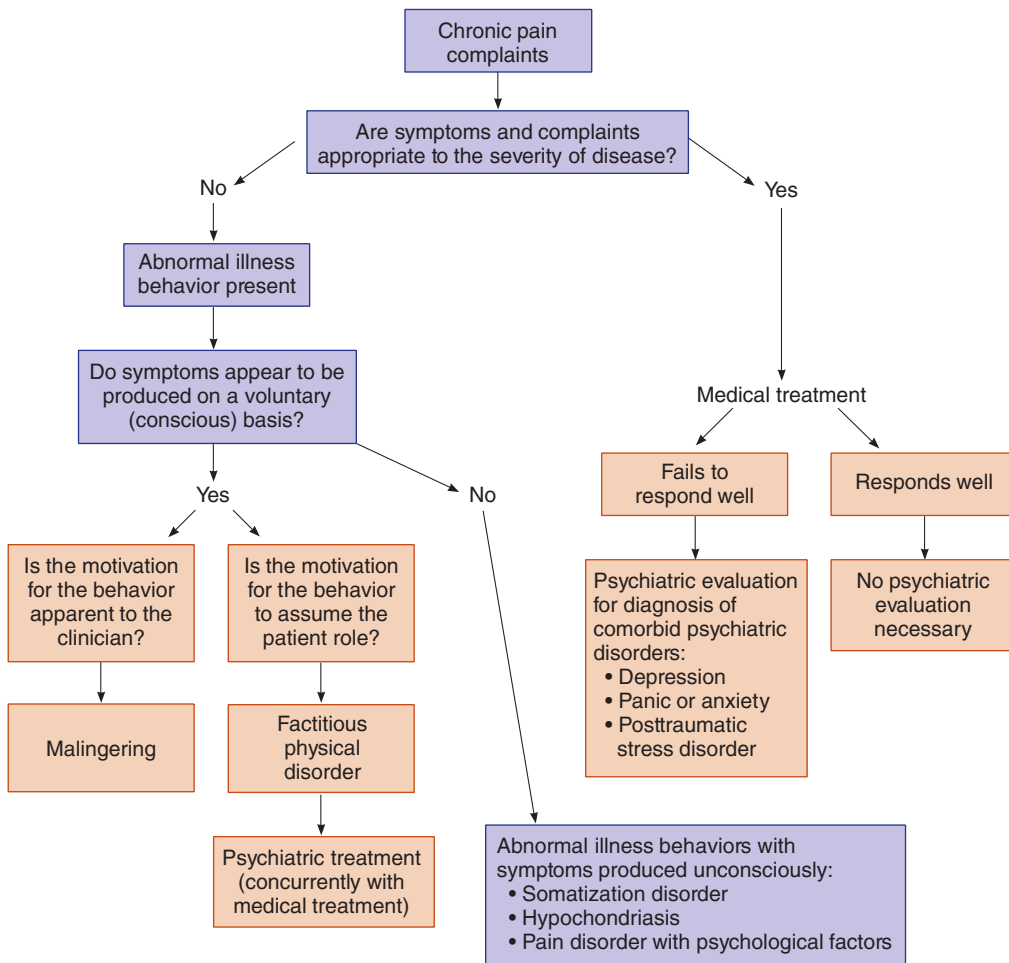 Chronic pain
complaints
Are symptoms and complaints
appropriate to the severity of disease?
No
Yes
Abnormal illness
behavior present
Do symptoms appear to be
produced on a voluntary
(conscious) basis?
Medical treatment
Yes
No
Fails to
respond well
Responds well
Is the motivation
for the behavior
apparent to the
clinician?
Is the motivation
for the behavior
to assume the
patient role?
Psychiatric evaluation
for diagnosis of
comorbid psychiatric
disorders:
• Depression
• Panic or anxiety
• Posttraumatic
stress disorder
No psychiatric
evaluation
necessary
Malingering
Factitious
physical
disorder
Psychiatric treatment
(concurrently with
medical treatment)
Abnormal illness behaviors with
symptoms produced unconsciously:
• Somatization disorder
• Hypochondriasis
• Pain disorder with psychological factors